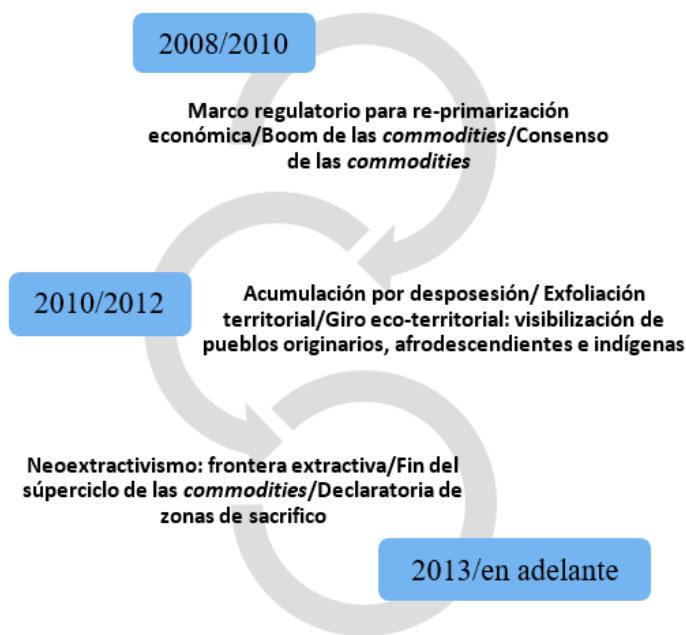 2008/2010
Marco regulatorio para re-primarización
económica/Boom de las commodities/Consenso
de las commodities
2010/2012
Acumulación por desposesión/ Exfoliación
territorial/Giro eco-territorial: visibilización de
pueblos originarios, afrodescendientes e indígenas
Neoextractivismo: frontera extractiva/Fin del
súperciclo de las commodities/Declaratoria de
zonas de sacrifico
2013/en adelante